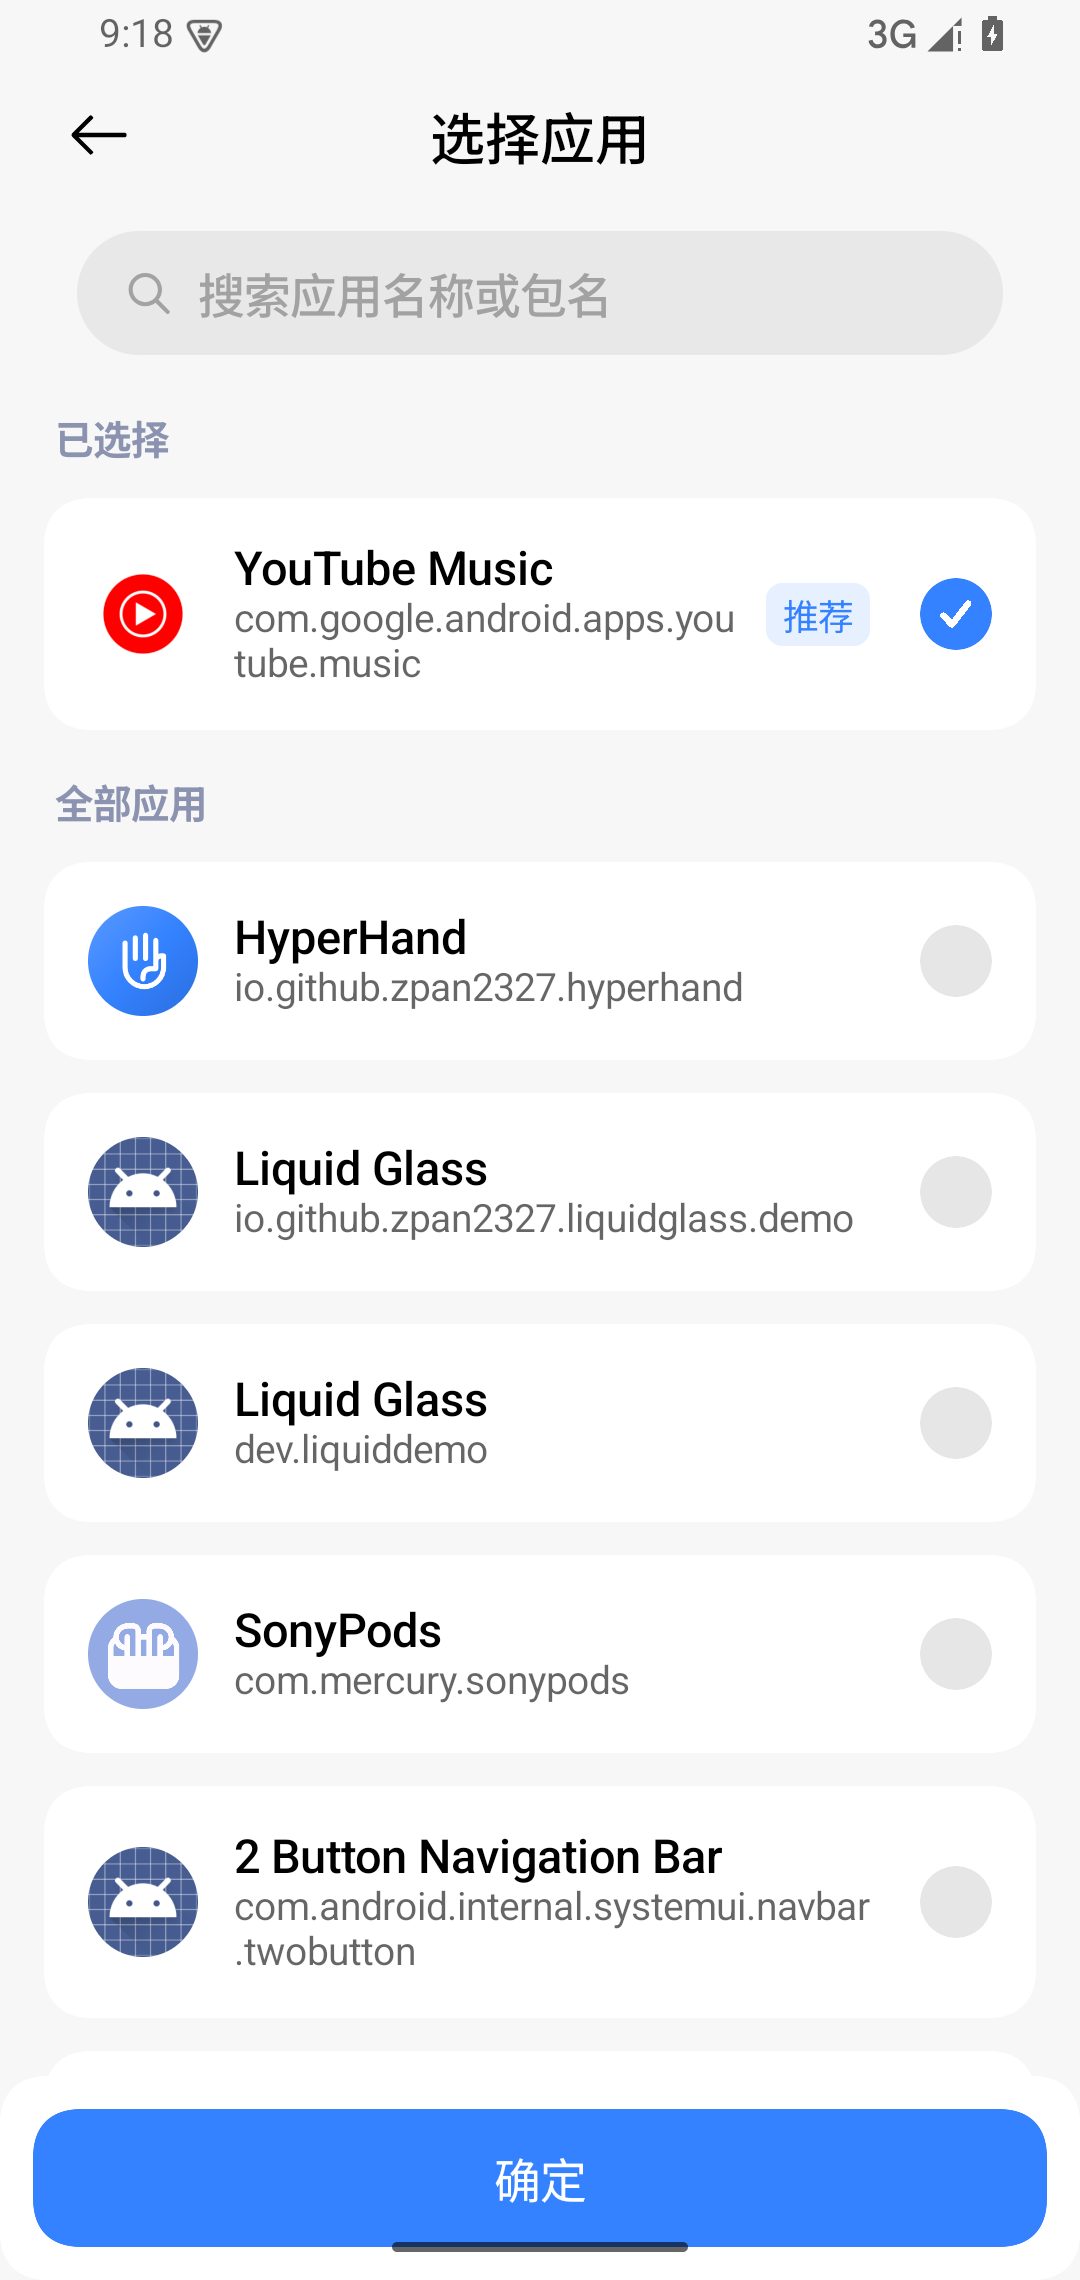 9:18
3G
选择应用
搜索应用名称或包名
已选择
YouTube Music
com.google.android.apps.you
tube.music
推荐
全部应用
HyperHand
io.github.zpan2327.hyperhand
Liquid Glass
io.github.zpan2327.liquidglass.demo
Liquid Glass
dev.liquiddemo
SonyPods
com.mercury.sonypods
2 Button Navigation Bar
com.android.internal.systemui.navbar
.twobutton
确定